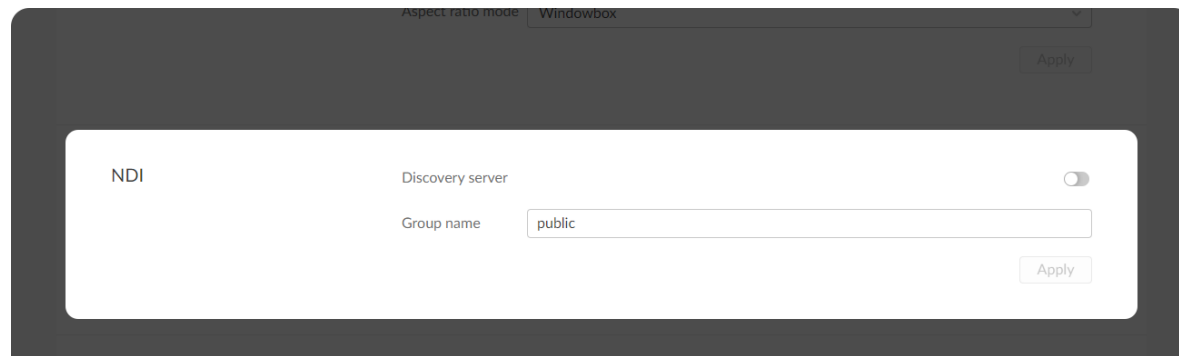 Aspect ratio mode Windowbox
Apply
NDI Discovery server
Group name public
Apply